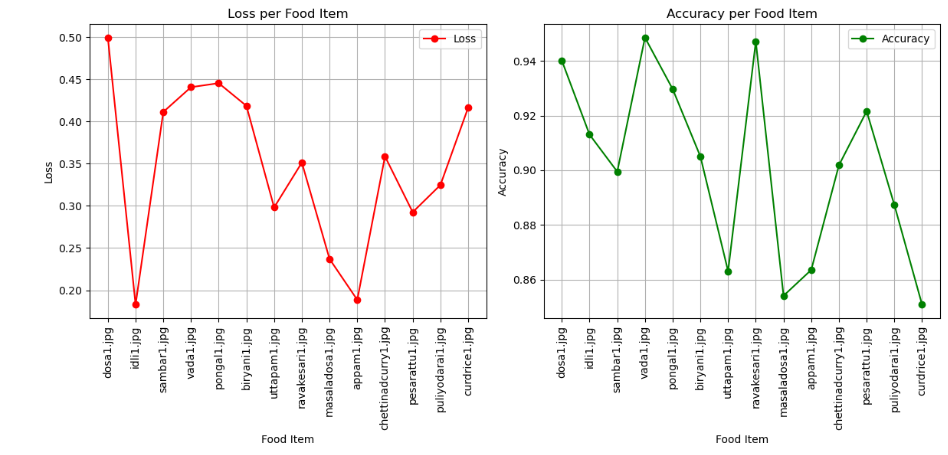 Loss per Food Item
Loss
0.50
0.45
0.40
0.35
0.30
0.25
0.20
Loss
dosa1.jpg
idli1.jpg
sambar1.jpg
vada1.jpg
pongal1.jpg
biryani1.jpg
uttapam1.jpg
ravakesari1.jpg
masaladosa1.jpg
appam1.jpg
chettinadcurry1.jpg
pesarattu1.jpg
puliyodarai1.jpg
curdrice1.jpg
Food Item
Accuracy per Food Item
Accuracy
0.94
0.92
0.90
0.88
0.86
Accuracy
dosa1.jpg
idli1.jpg
sambar1.jpg
vada1.jpg
pongal1.jpg
biryani1.jpg
uttapam1.jpg
ravakesari1.jpg
masaladosa1.jpg
appam1.jpg
chettinadcurry1.jpg
pesarattu1.jpg
puliyodarai1.jpg
curdrice1.jpg
Food Item